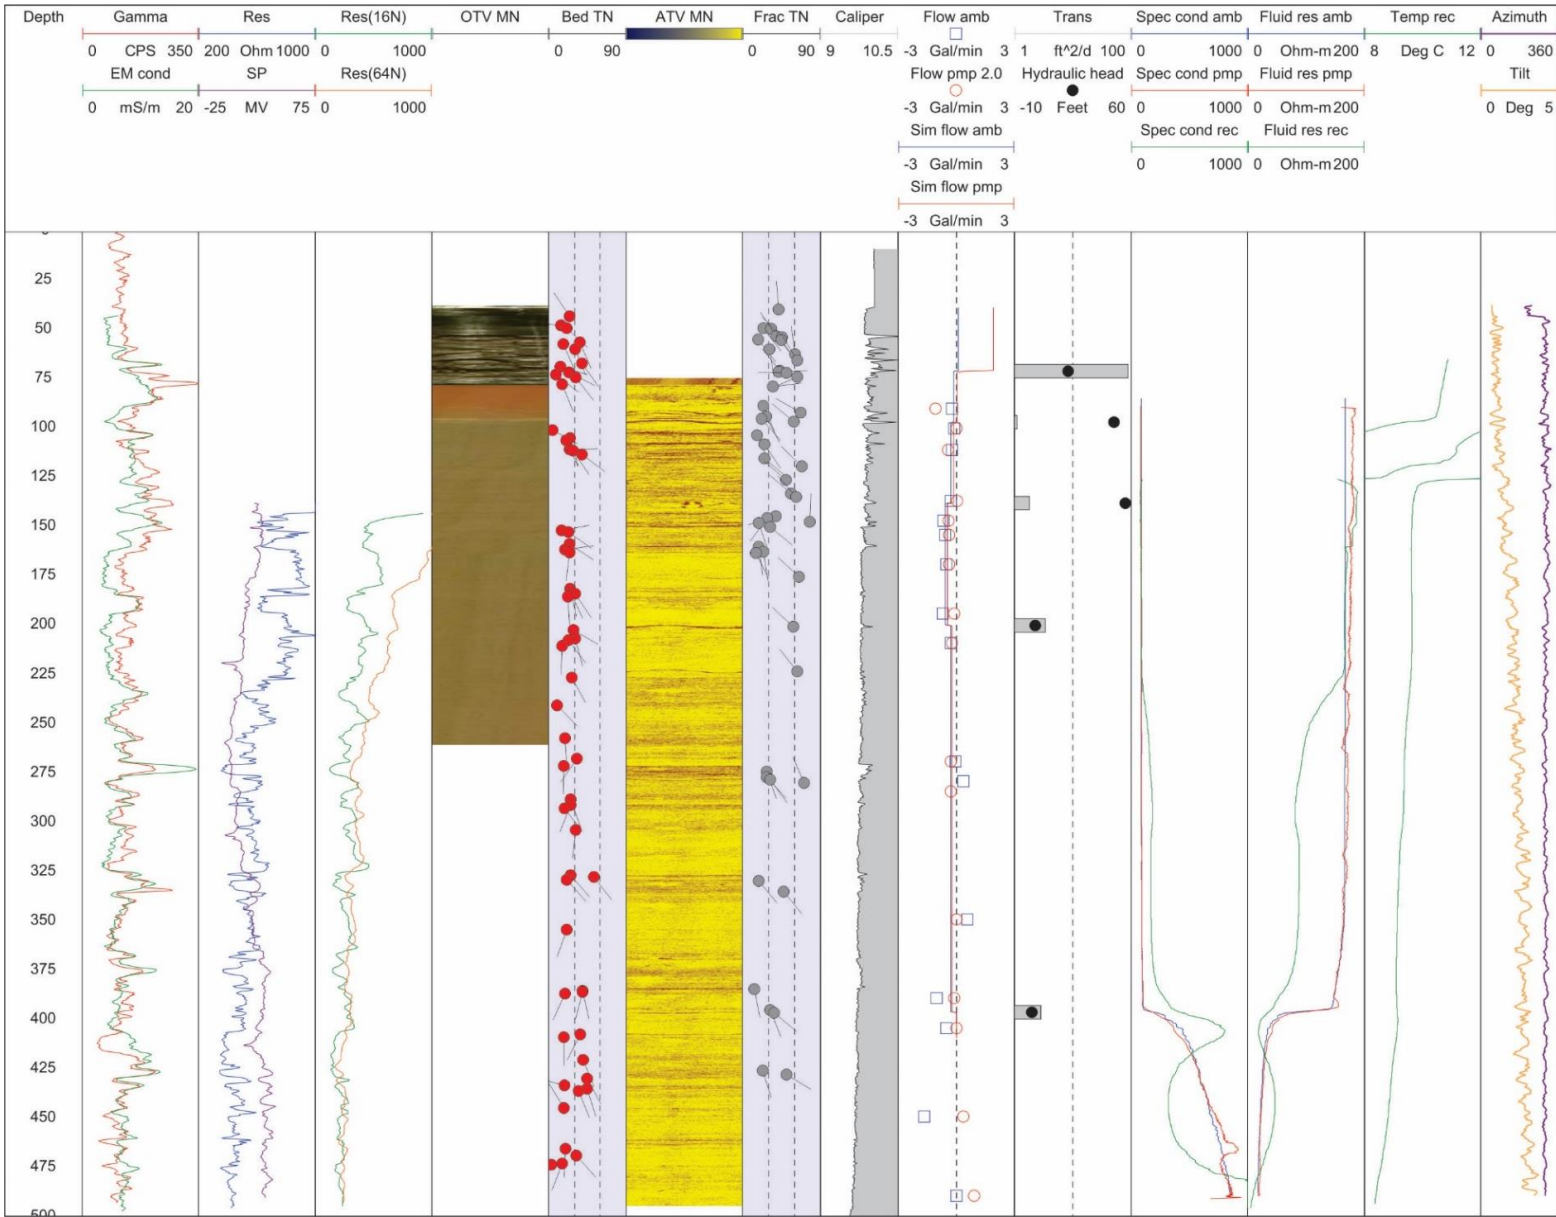 Depth Gamma Res Res(16N) OTV MN Bed TN ATV MN Frac TN Caliper Flow amb Trans Spec cond amb Fluid res amb Temp rec Azimuth
0 CPS 350 200 Ohm 1000 0 1000 0 90 0 90 9 10.5 -3 Gal/min 3 1 ft^2/d 100 0 1000 0 Ohm-m 200 8 Deg C 12 0 360
EM cond SP Res(64N) Flow pmp 2.0 Hydraulic head Spec cond pmp Fluid res pmp Tilt
0 mS/m 20 -25 MV 75 0 1000 -3 Gal/min 3 -10 Feet 60 0 1000 0 Ohm-m 200 0 Deg 5
Sim flow amb Spec cond rec Fluid res rec
-3 Gal/min 3 0 1000 0 Ohm-m 200
Sim flow pmp
-3 Gal/min 3
25
50
75
100
125
150
175
200
225
250
275
300
325
350
375
400
425
450
475
500